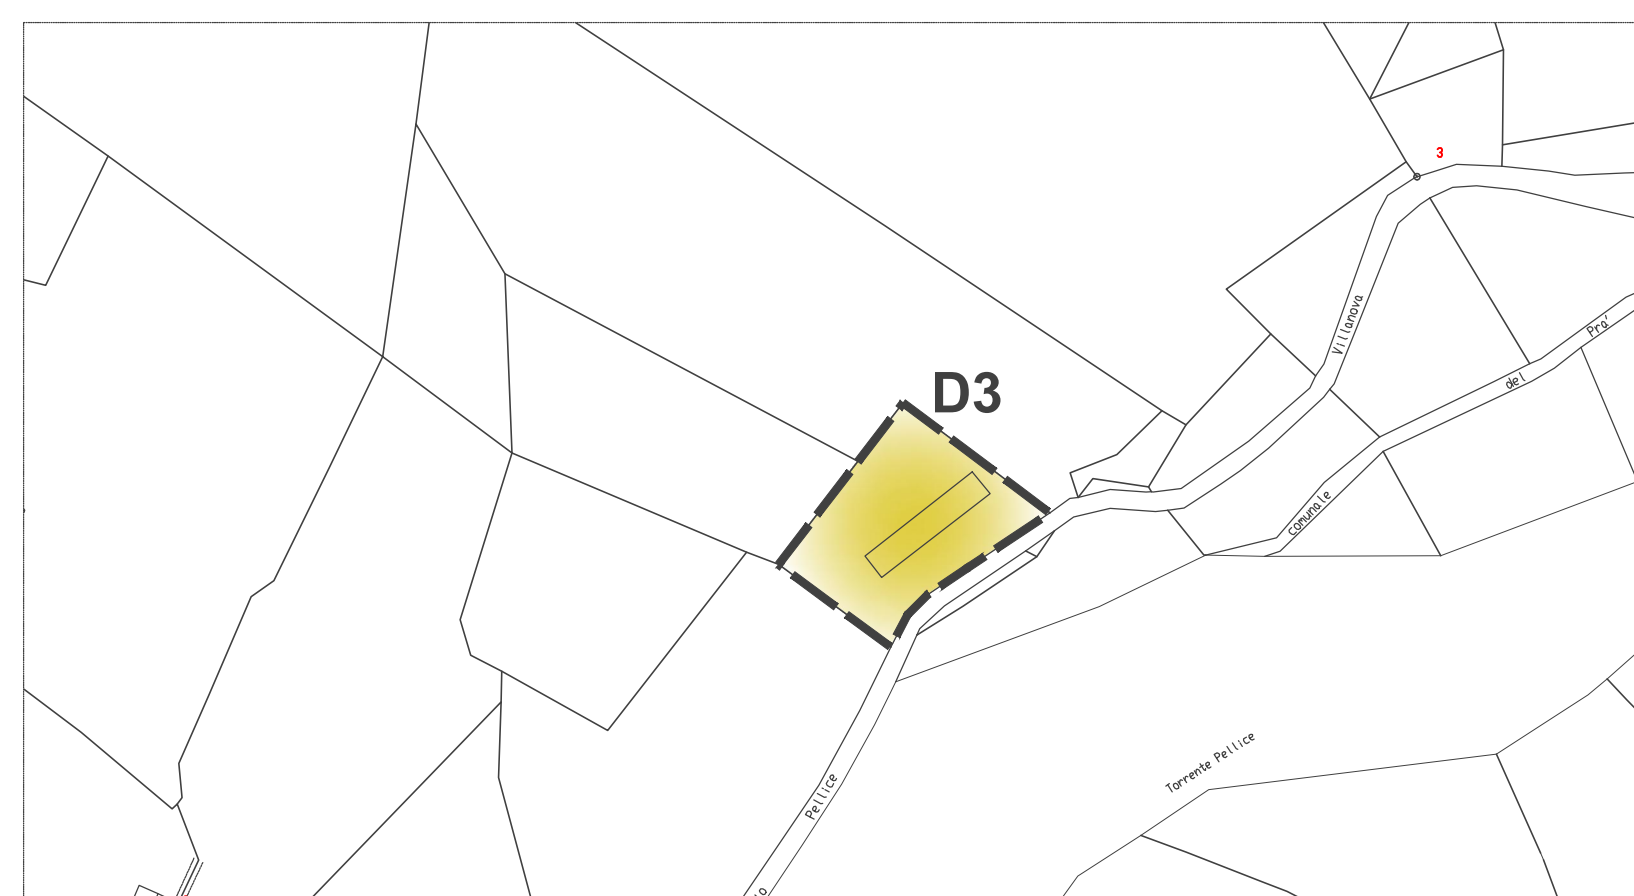 3
Villanova
Pra'
del
D3
comunale
Torrente Pellice
Pellice